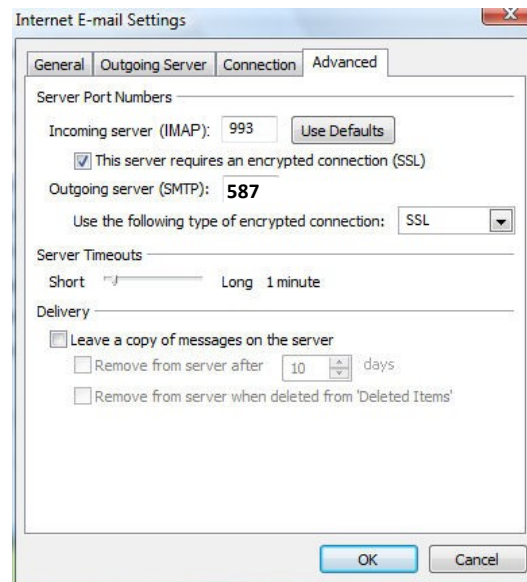 Internet E-mail Settings
X
General Outgoing Server Connection Advanced
Server Port Numbers
Incoming server (IMAP): 993 Use Defaults
This server requires an encrypted connection (SSL)
Outgoing server (SMTP): 587
Use the following type of encrypted connection: SSL
Server Timeouts
Short Long 1 minute
Delivery
Leave a copy of messages on the server
Remove from server after 10 days
Remove from server when deleted from 'Deleted Items'
OK Cancel